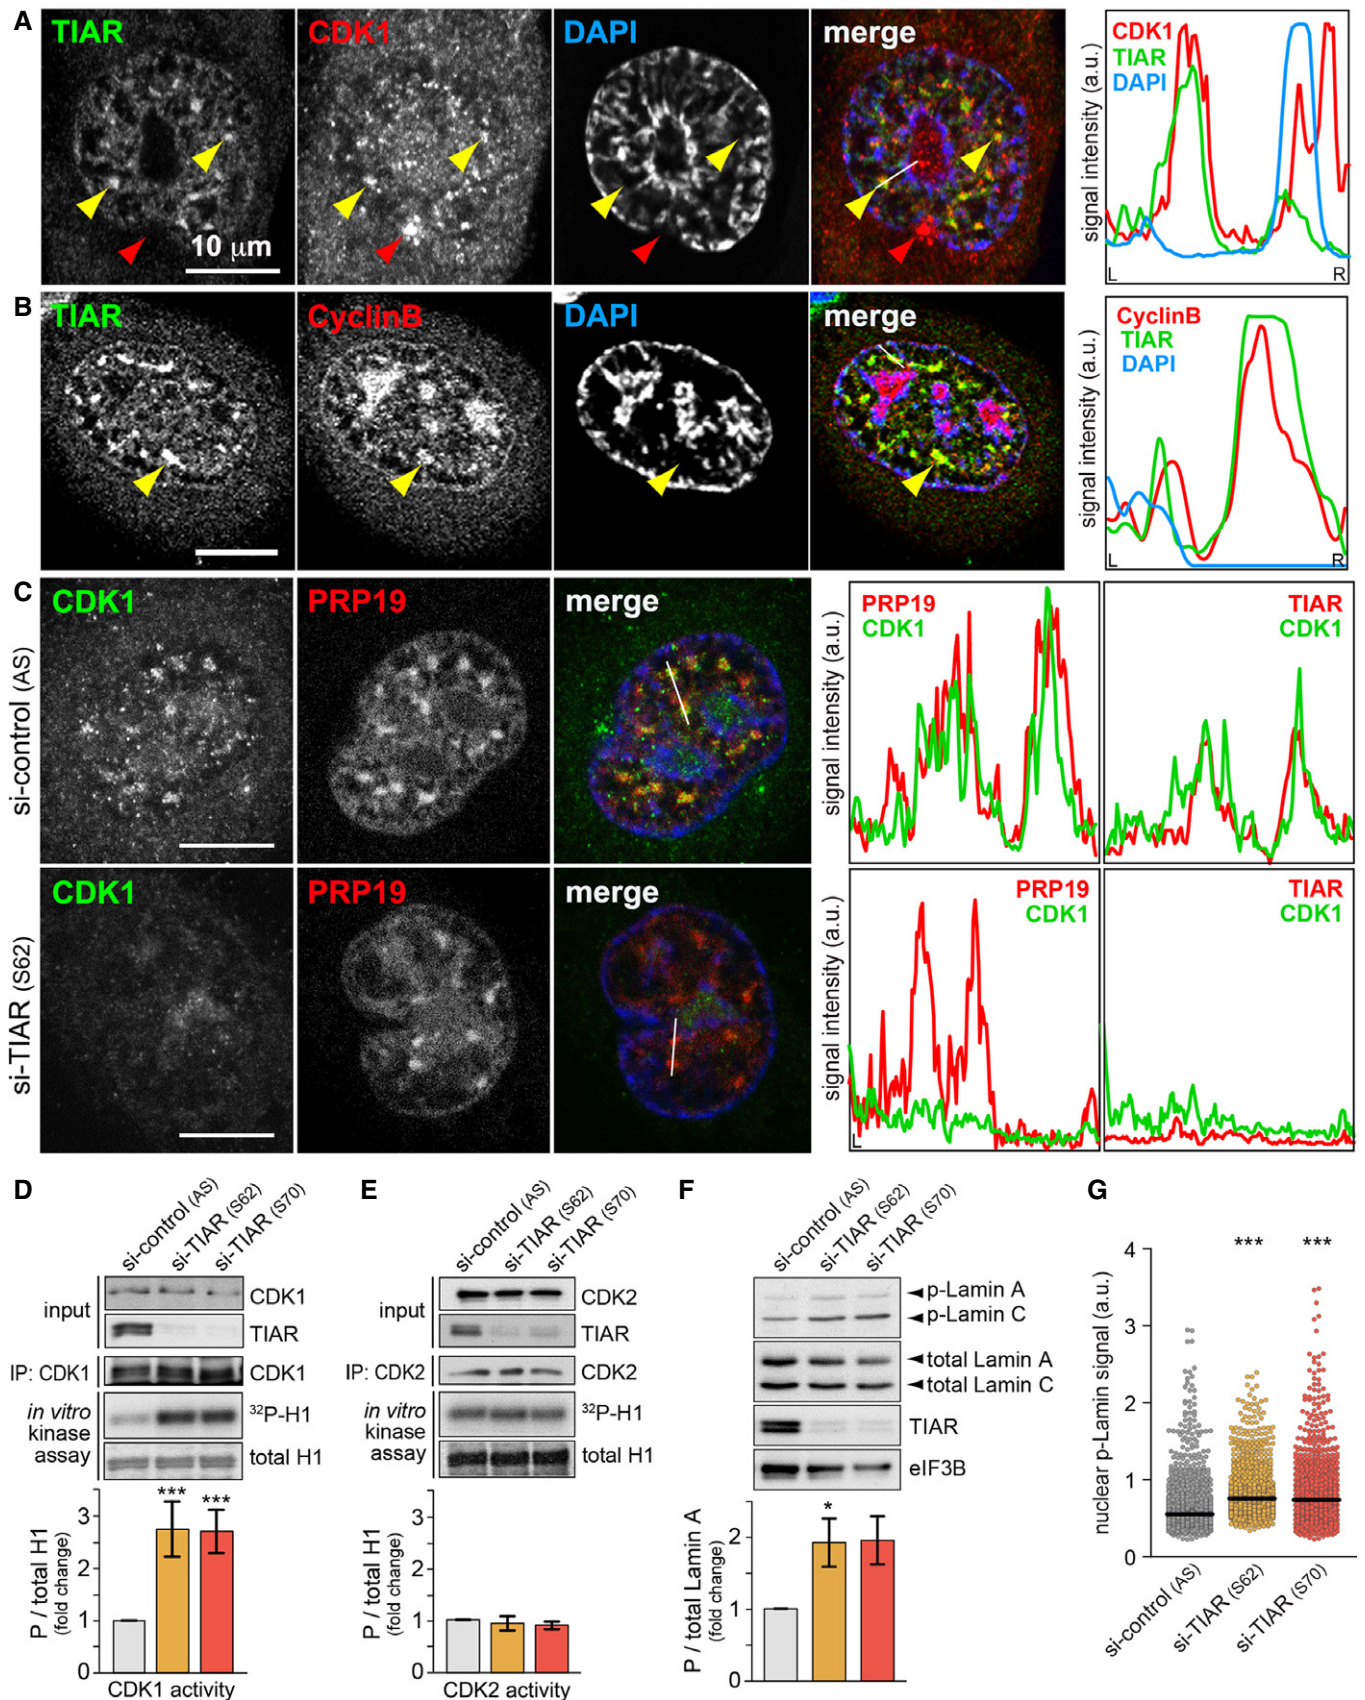 A
TIAR
CDK1
DAPI
merge
10 µm
signal intensity (a.u.)
CDK1
TIAR
DAPI
L
R
B
TIAR
CyclinB
DAPI
merge
signal intensity (a.u.)
CyclinB
TIAR
DAPI
L
R
C
si-control (AS)
CDK1
PRP19
merge
signal intensity (a.u.)
PRP19
CDK1
TIAR
CDK1
si-TIAR (S62)
CDK1
PRP19
merge
signal intensity (a.u.)
PRP19
CDK1
L
TIAR
CDK1
D
si-control (AS)
si-TIAR (S62)
si-TIAR (S70)
input
CDK1
TIAR
IP: CDK1
CDK1
in vitro
kinase
assay
32P-H1
total H1
P / total H1
(fold change)
3
2
1
0
***
***
CDK1 activity
E
si-control (AS)
si-TIAR (S62)
si-TIAR (S70)
input
CDK2
TIAR
IP: CDK2
CDK2
in vitro
kinase
assay
32P-H1
total H1
P / total H1
(fold change)
3
2
1
0
CDK2 activity
F
si-control (AS)
si-TIAR (S62)
si-TIAR (S70)
p-Lamin A
p-Lamin C
total Lamin A
total Lamin C
TIAR
eIF3B
P / total Lamin A
(fold change)
2
1
0
*
G
nuclear p-Lamin signal (a.u.)
4
3
2
1
0
***
***
si-control (AS)
si-TIAR (S62)
si-TIAR (S70)